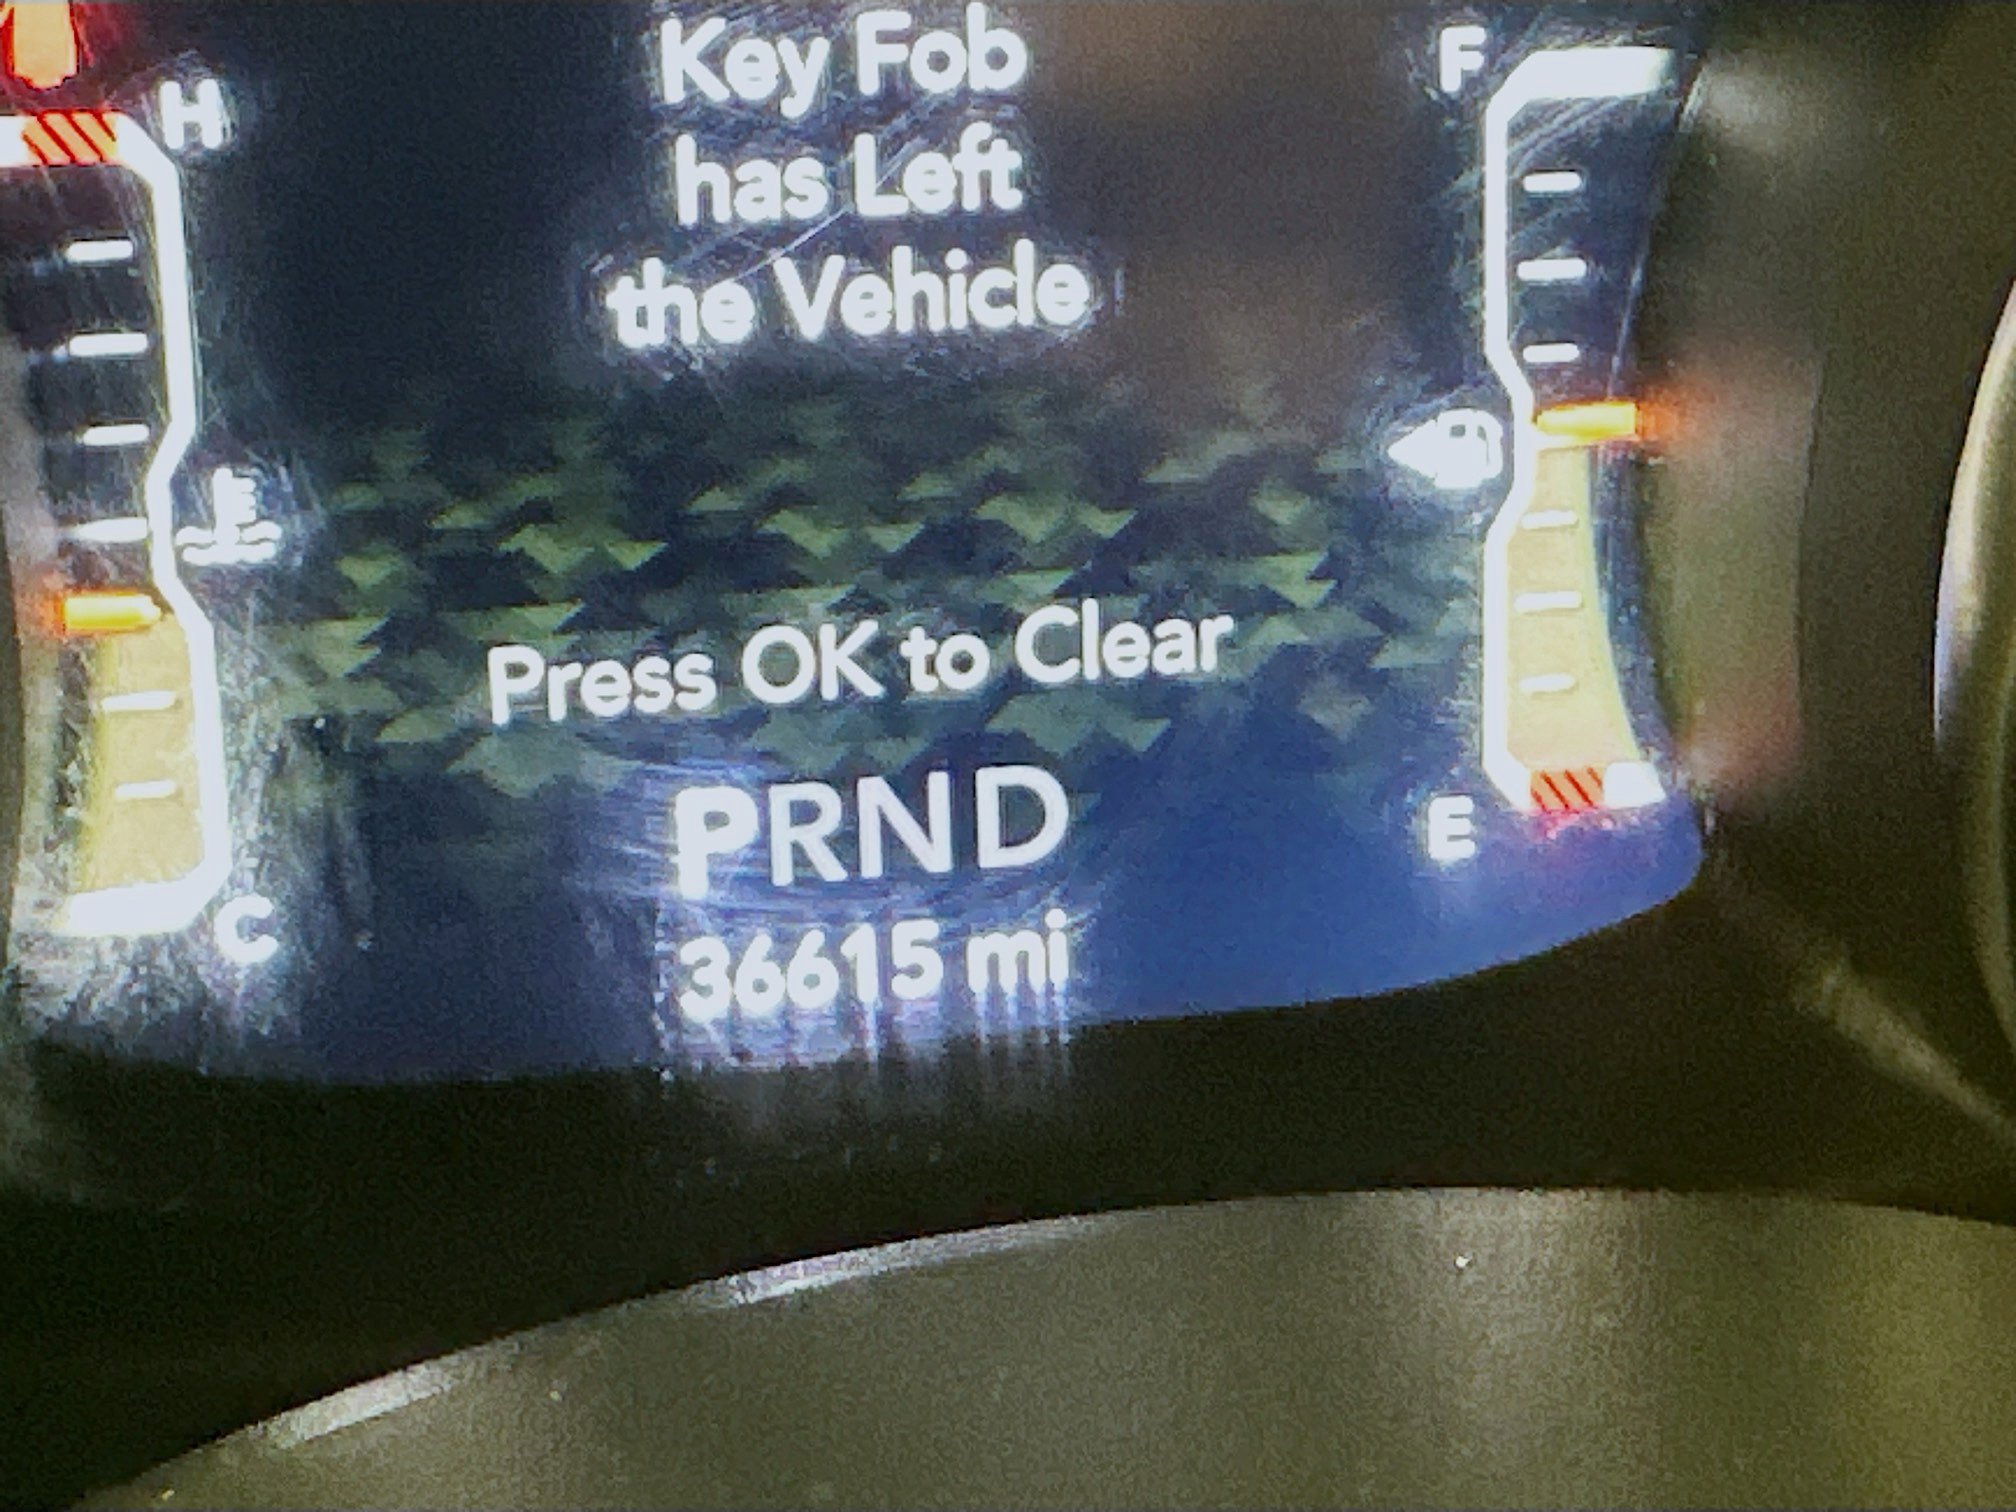 H
Key Fob
has Left
the Vehicle
F
Press OK to Clear
PRND
E
C
36615 mi